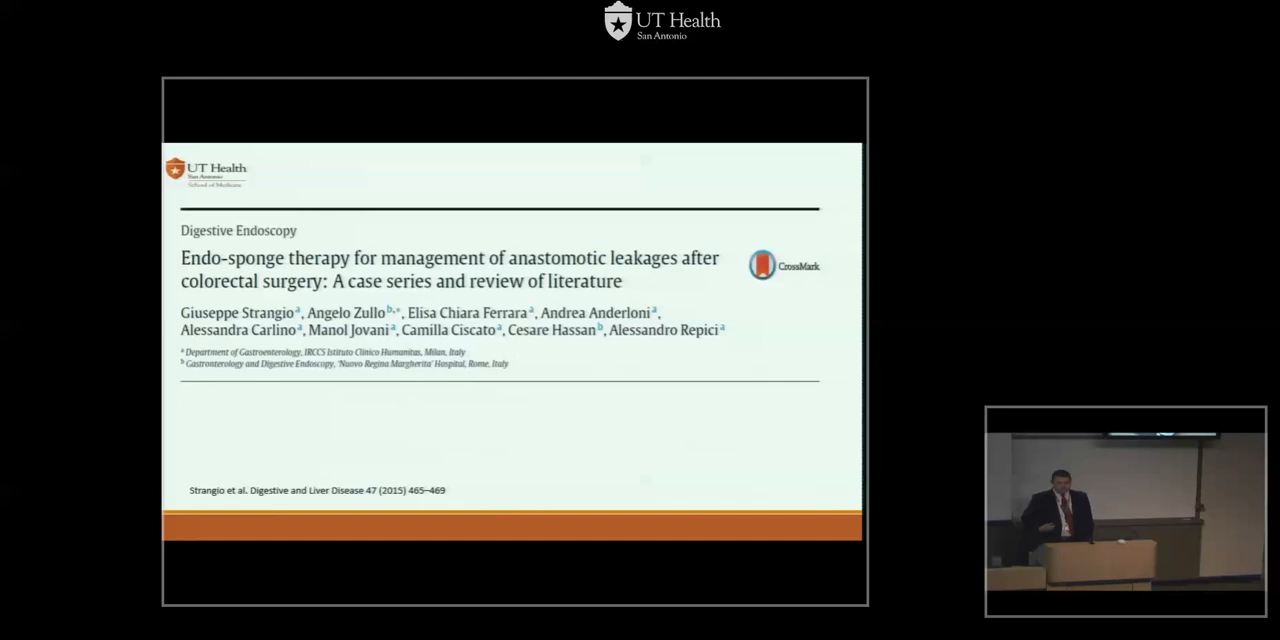 UT Health
San Antonio
UT Health
San Antonio
School of Medicine
Digestive Endoscopy
Endo-sponge therapy for management of anastomotic leakages after
colorectal surgery: A case series and review of literature
CrossMark
Giuseppe Strangio a, Angelo Zullo b,*, Elisa Chiara Ferrara a, Andrea Anderloni a,
Alessandra Carlino a, Manol Jovani a, Camilla Ciscato a, Cesare Hassan b, Alessandro Repici a
a Department of Gastroenterology, IRCCS Istituto Clinico Humanitas, Milan, Italy
b Gastronterology and Digestive Endoscopy, 'Nuovo Regina Margherita' Hospital, Rome, Italy
Strangio et al. Digestive and Liver Disease 47 (2015) 465–469